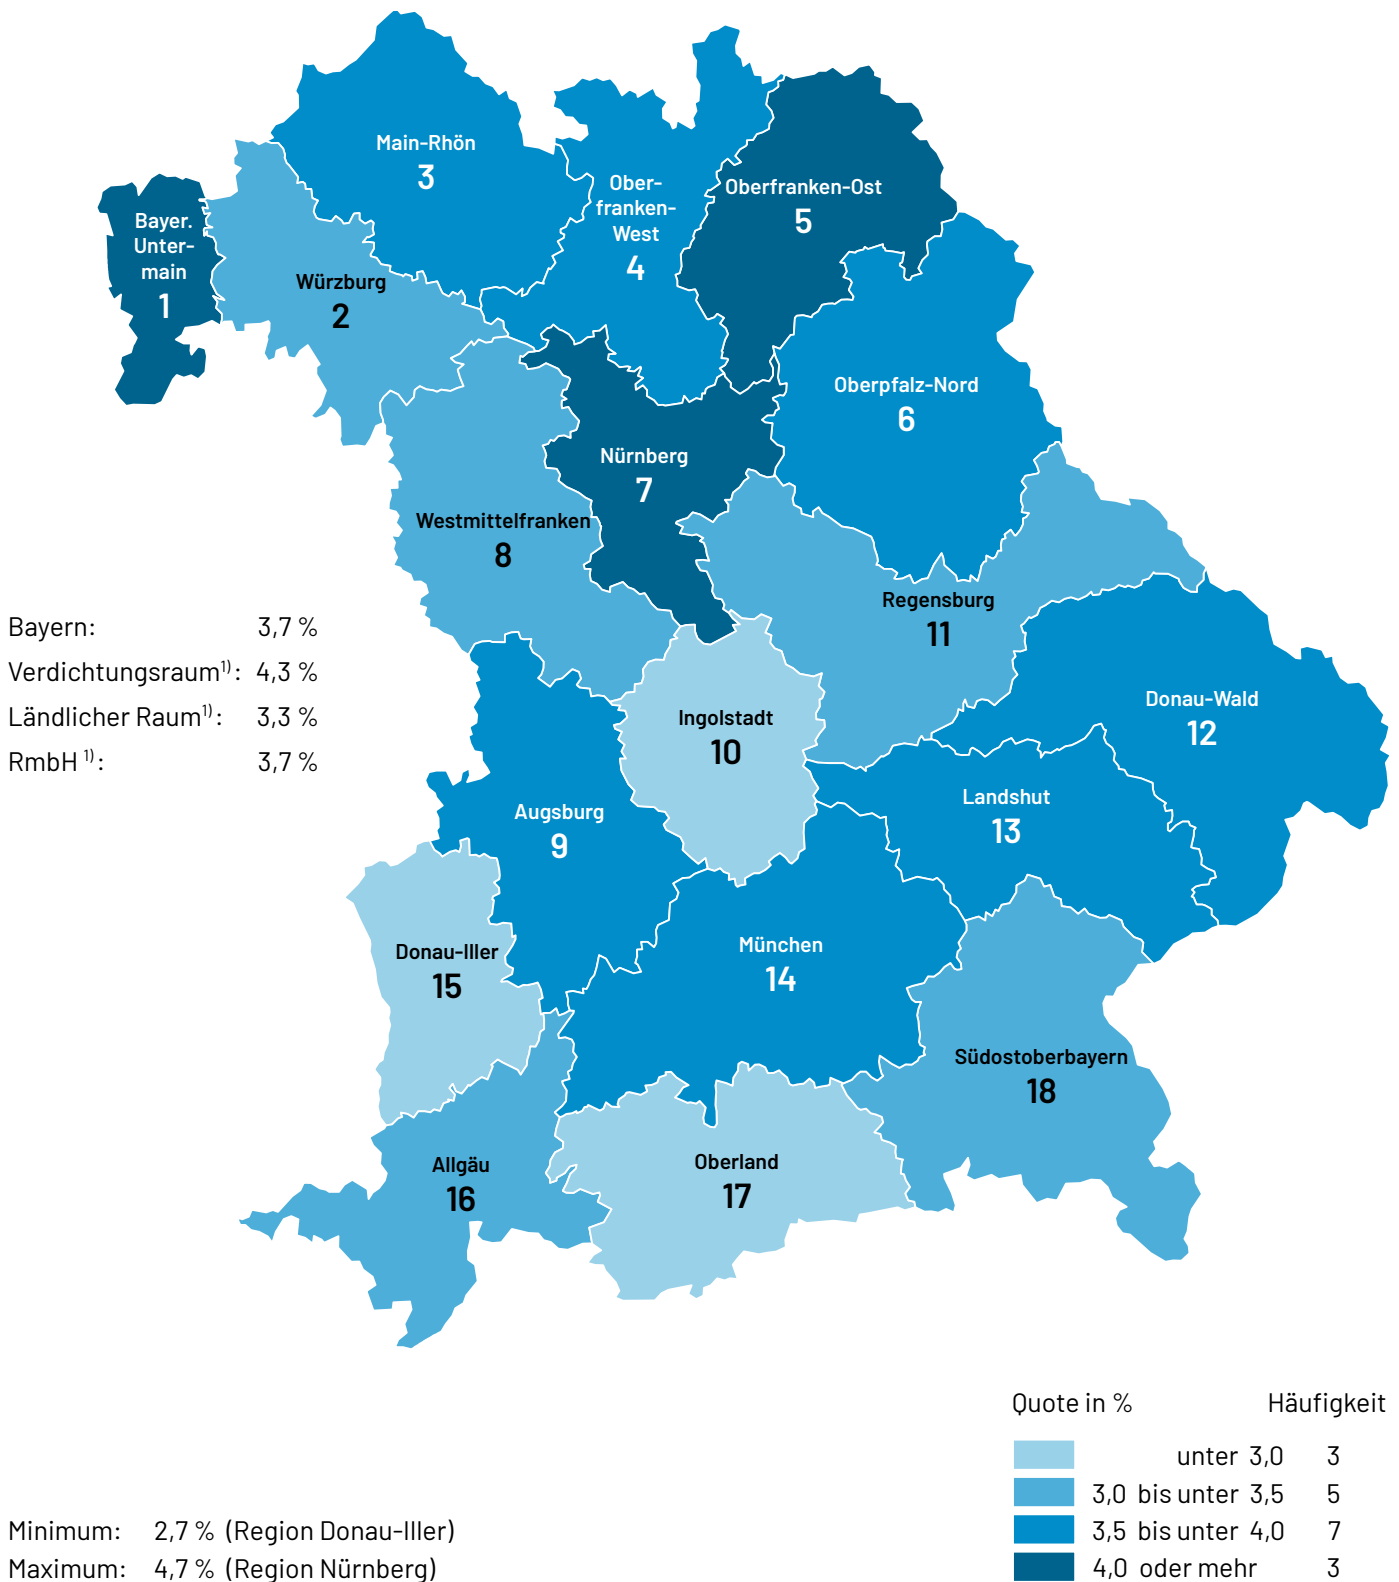 Main-Rhön
3
Ober-
franken-
West
4
Oberfranken-Ost
5
Bayer.
Unter-
main
1
Würzburg
2
Oberpfalz-Nord
6
Nürnberg
7
Westmittelfranken
8
Regensburg
11
Bayern: 3,7 %
Verdichtungsraum¹⁾: 4,3 %
Ländlicher Raum¹⁾: 3,3 %
RmbH ¹⁾: 3,7 %
Donau-Wald
12
Ingolstadt
10
Landshut
13
Augsburg
9
München
14
Donau-Iller
15
Südostoberbayern
18
Oberland
17
Allgäu
16
Quote in % Häufigkeit
unter 3,0 3
3,0 bis unter 3,5 5
3,5 bis unter 4,0 7
4,0 oder mehr 3
Minimum: 2,7 % (Region Donau-Iller)
Maximum: 4,7 % (Region Nürnberg)